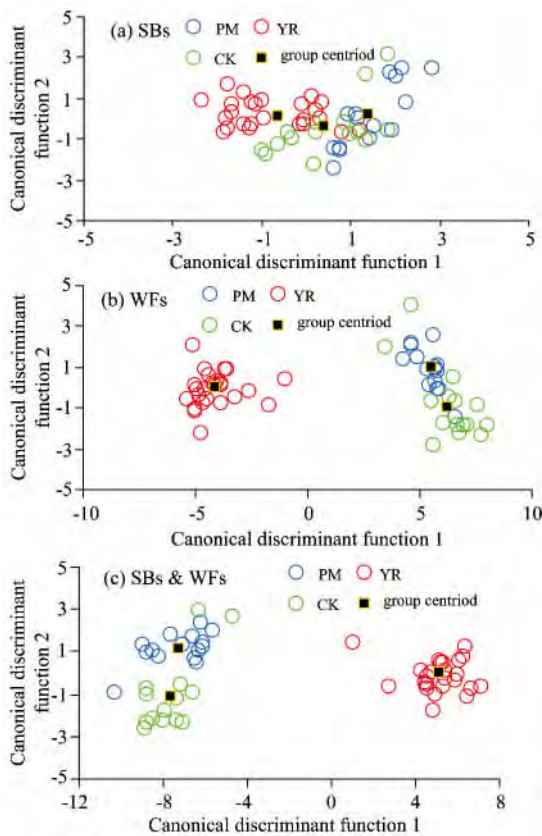 (a) SBs
PM
YR
CK
group centriod
Canonical discriminant
function 2
5
3
1
-1
-3
-5
-5
-3
-1
1
3
5
Canonical discriminant function 1
(b) WFs
PM
YR
CK
group centriod
Canonical discriminant
function 2
5
3
1
-1
-3
-5
-10
-5
0
5
10
Canonical discriminant function 1
(c) SBs & WFs
PM
YR
CK
group centriod
Canonical discriminant
function 2
5
3
1
-1
-3
-5
-12
-8
-4
0
4
8
Canonical discriminant function 1